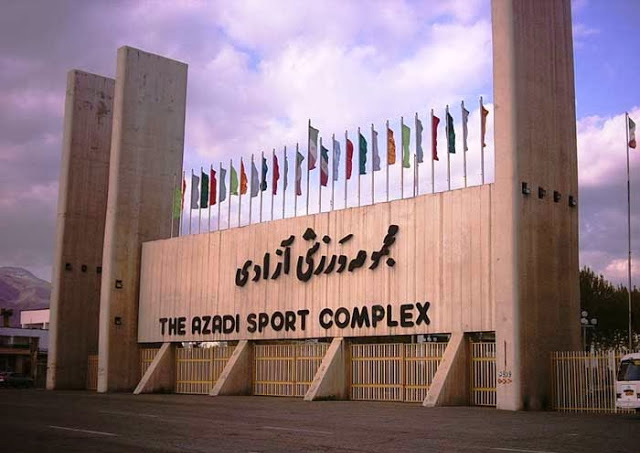 مجموعه ورزشی آزادی
THE AZADI SPORT COMPLEX